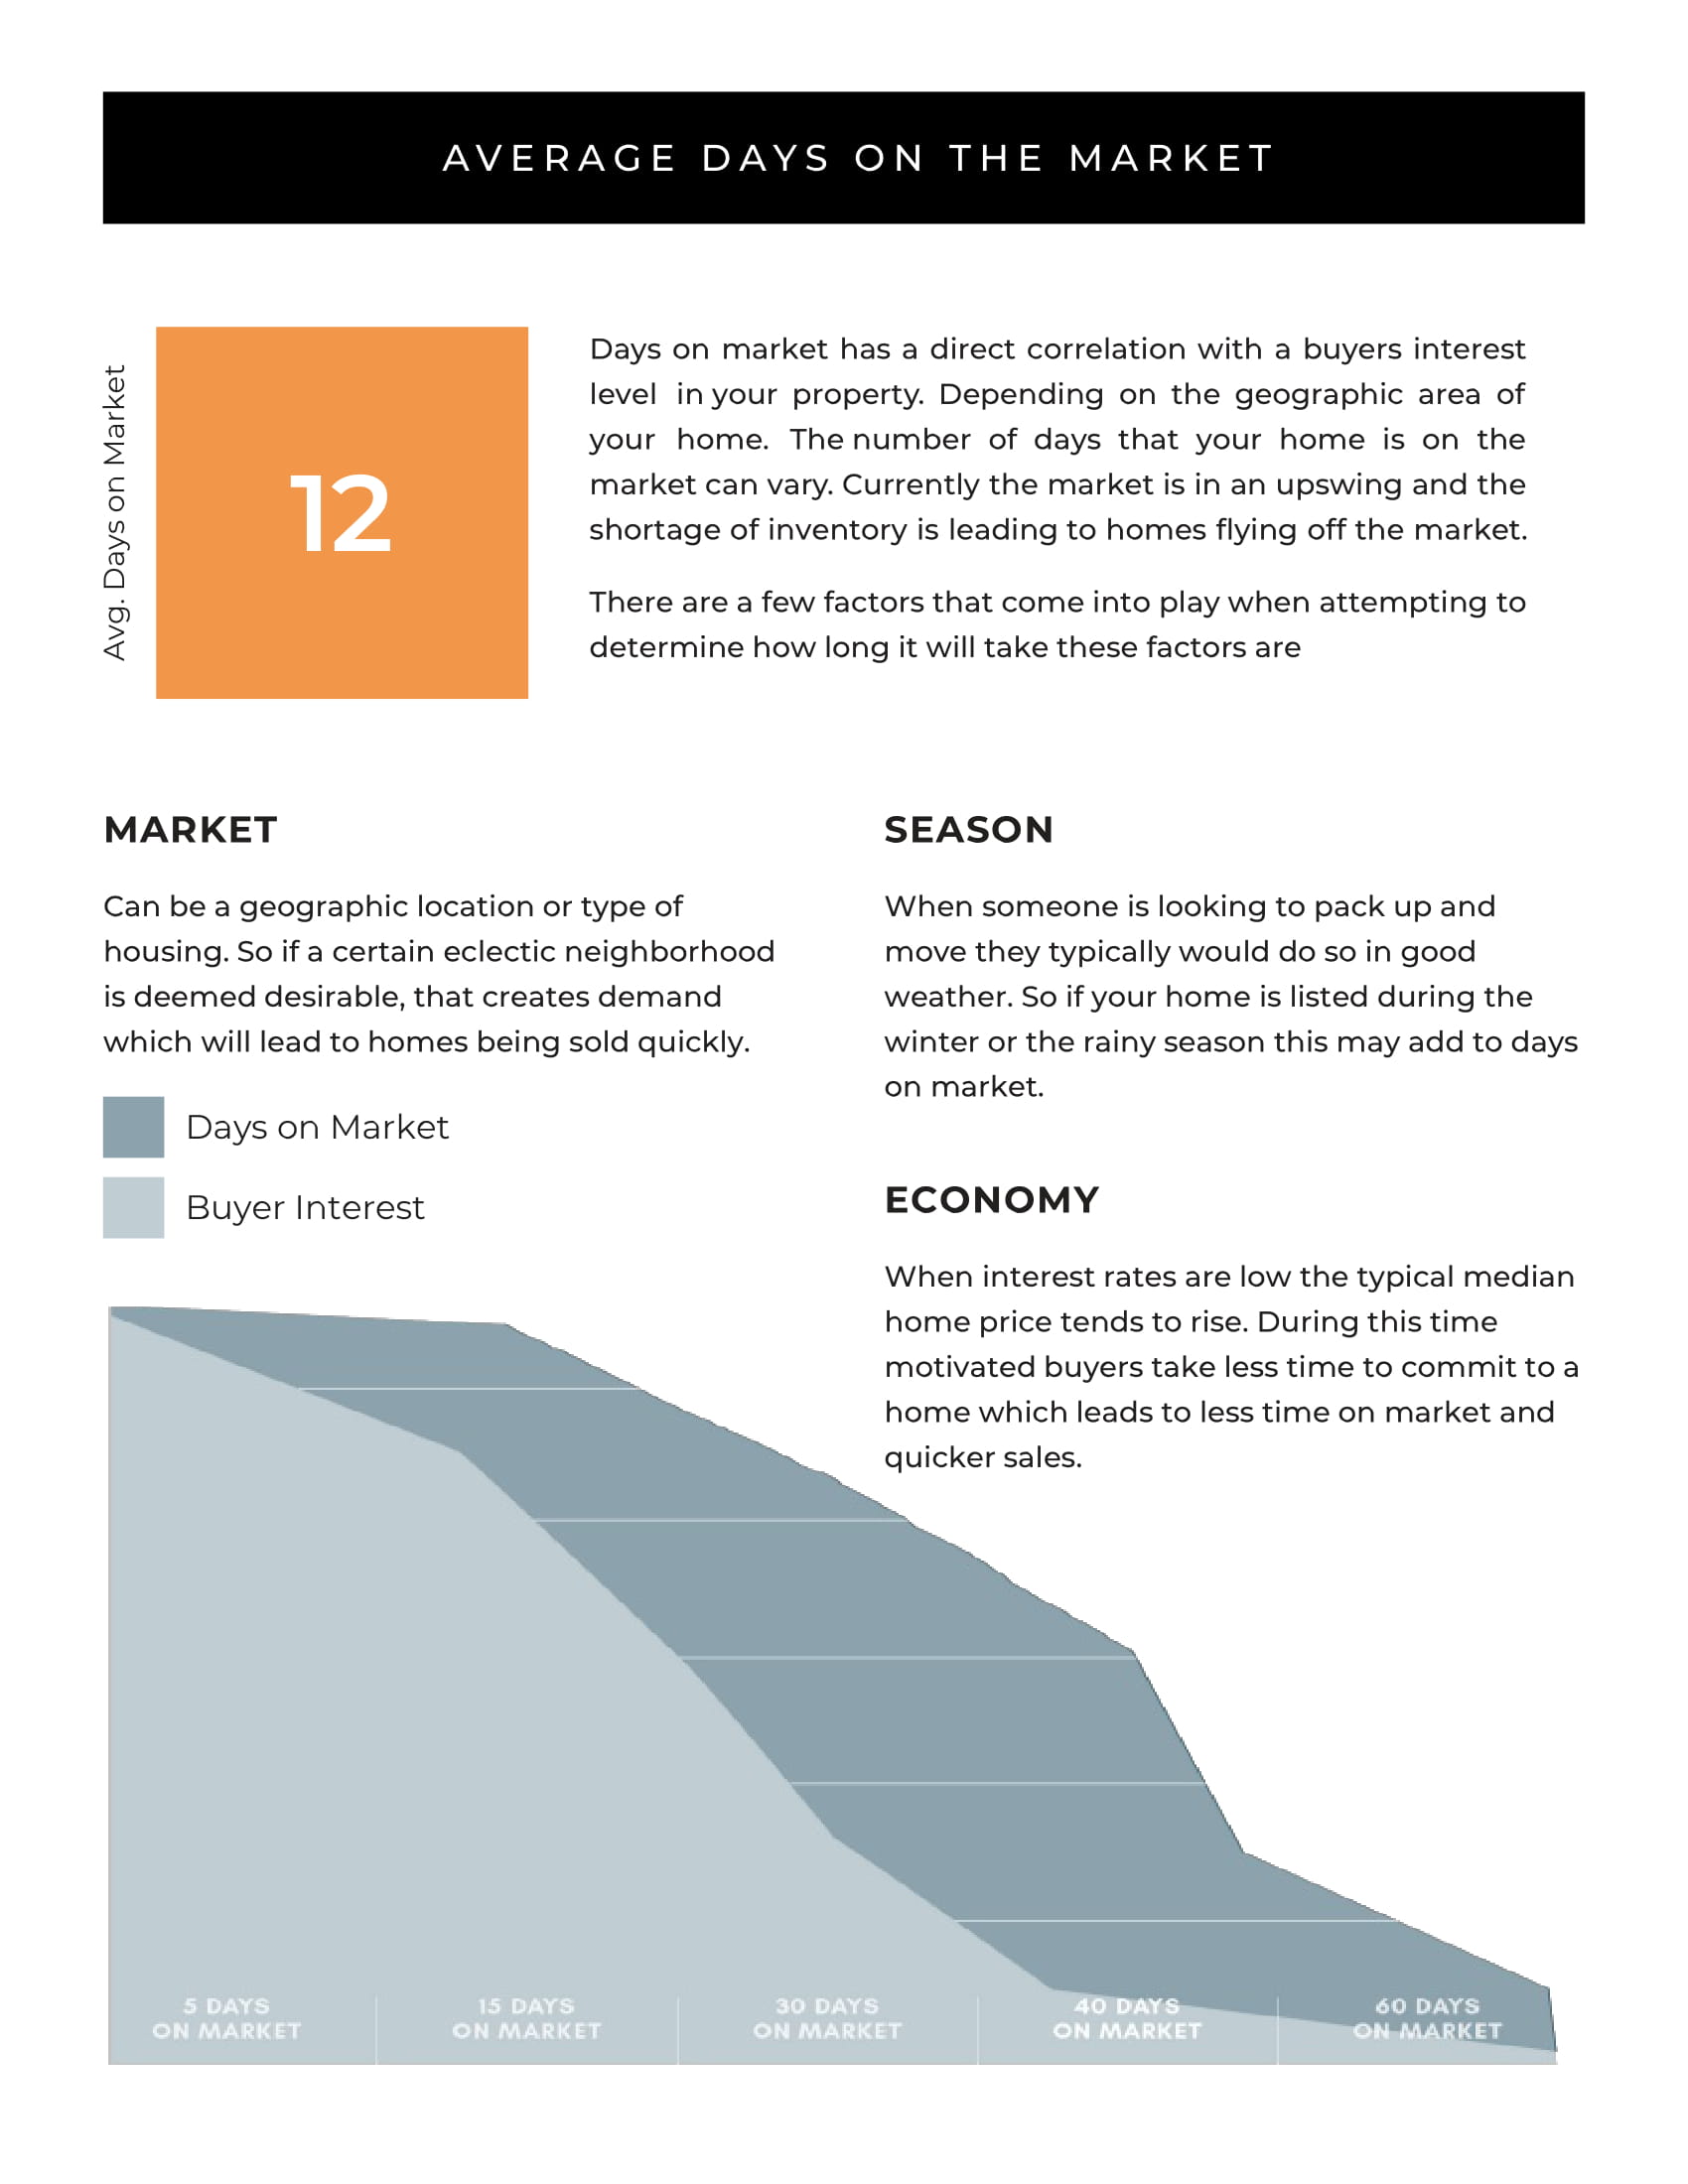 AVERAGE DAYS ON THE MARKET
Avg. Days on Market
12
Days on market has a direct correlation with a buyers interest
level in your property. Depending on the geographic area of
your home. The number of days that your home is on the
market can vary. Currently the market is in an upswing and the
shortage of inventory is leading to homes flying off the market.
There are a few factors that come into play when attempting to
determine how long it will take these factors are
MARKET
Can be a geographic location or type of
housing. So if a certain eclectic neighborhood
is deemed desirable, that creates demand
which will lead to homes being sold quickly.
Days on Market
Buyer Interest
SEASON
When someone is looking to pack up and
move they typically would do so in good
weather. So if your home is listed during the
winter or the rainy season this may add to days
on market.
ECONOMY
When interest rates are low the typical median
home price tends to rise. During this time
motivated buyers take less time to commit to a
home which leads to less time on market and
quicker sales.
5 DAYS
ON MARKET
15 DAYS
ON MARKET
30 DAYS
ON MARKET
40 DAYS
ON MARKET
60 DAYS
ON MARKET